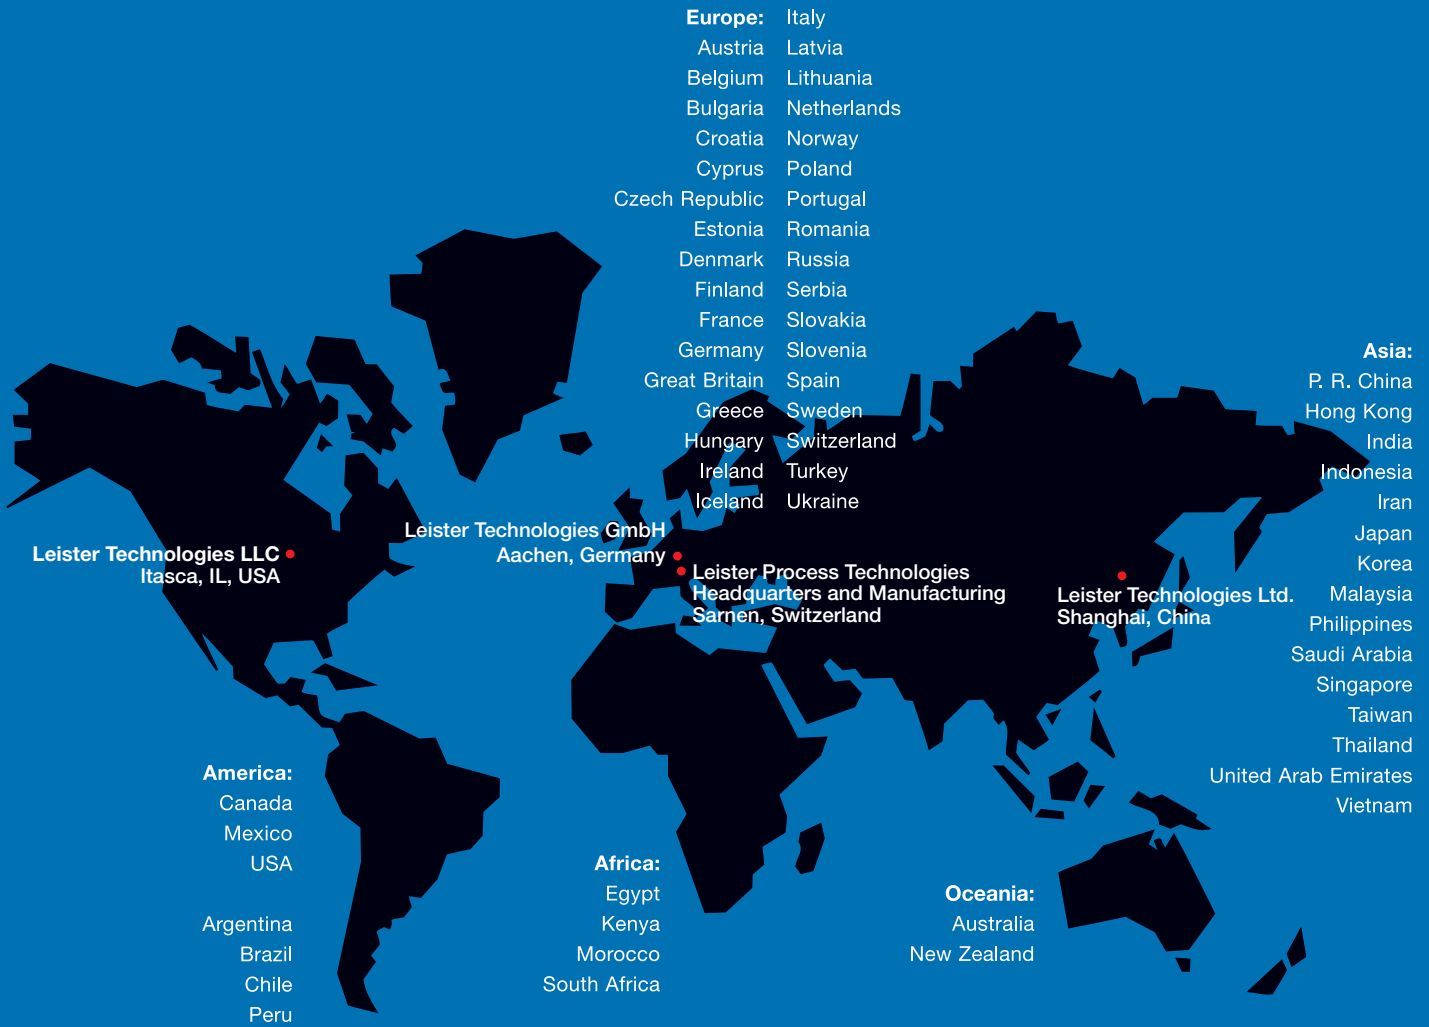 Europe:
Austria
Belgium
Bulgaria
Croatia
Cyprus
Czech Republic
Estonia
Denmark
Finland
France
Germany
Great Britain
Greece
Hungary
Ireland
Iceland
Italy
Latvia
Lithuania
Netherlands
Norway
Poland
Portugal
Romania
Russia
Serbia
Slovakia
Slovenia
Spain
Sweden
Switzerland
Turkey
Ukraine
Asia:
P. R. China
Hong Kong
India
Indonesia
Iran
Japan
Korea
Malaysia
Philippines
Saudi Arabia
Singapore
Taiwan
Thailand
United Arab Emirates
Vietnam
Leister Technologies LLC
Itasca, IL, USA
Leister Technologies GmbH
Aachen, Germany
Leister Process Technologies
Headquarters and Manufacturing
Sarnen, Switzerland
Leister Technologies Ltd.
Shanghai, China
America:
Canada
Mexico
USA
Argentina
Brazil
Chile
Peru
Africa:
Egypt
Kenya
Morocco
South Africa
Oceania:
Australia
New Zealand